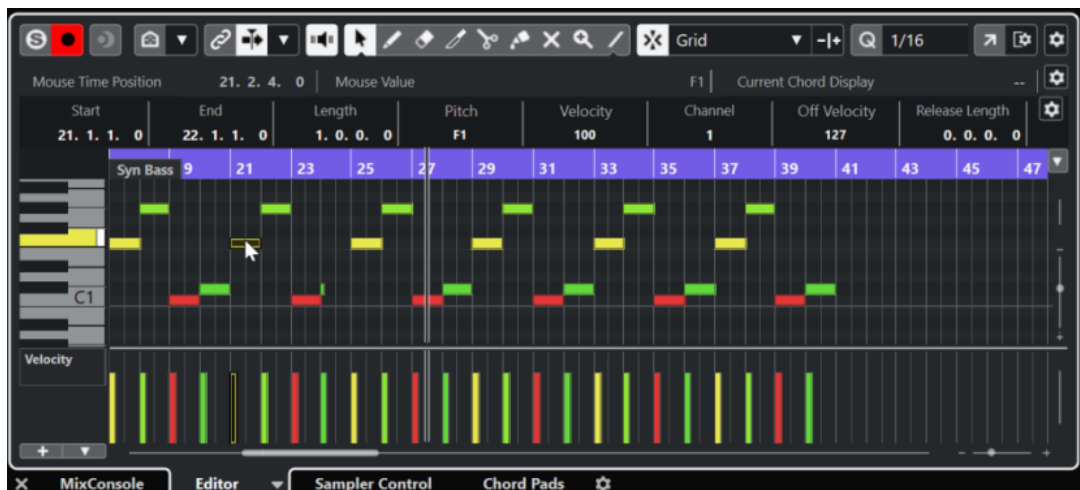 S Grid Q 1/16
Mouse Time Position 21. 2. 4. 0 Mouse Value F1 Current Chord Display --
Start End Length Pitch Velocity Channel Off Velocity Release Length
21. 1. 1. 0 22. 1. 1. 0 1. 0. 0. 0 F1 100 1 127 0. 0. 0. 0
Syn Bass 9 21 23 25 27 29 31 33 35 37 39 41 43 45 47
C1
Velocity
MixConsole Editor Sampler Control Chord Pads